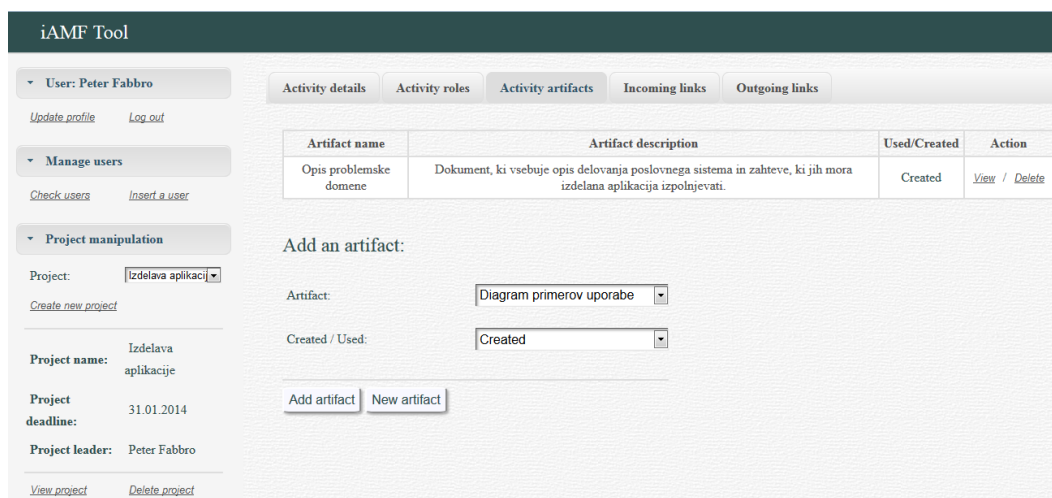 iAMF Tool
User: Peter Fabbro
Update profile Log out
Manage users
Check users Insert a user
Project manipulation
Project: Izdelava aplikacij
Create new project
Project name: Izdelava
aplikacije
Project
deadline: 31.01.2014
Project leader: Peter Fabbro
View project Delete project
Activity details Activity roles Activity artifacts Incoming links Outgoing links
Artifact name Artifact description Used/Created Action
Opis problemske
domene
Dokument, ki vsebuje opis delovanja poslovnega sistema in zahteve, ki jih mora
izdelana aplikacija izpolnjevati.
Created
View / Delete
Add an artifact:
Artifact: Diagram primerov uporabe
Created / Used: Created
Add artifact New artifact